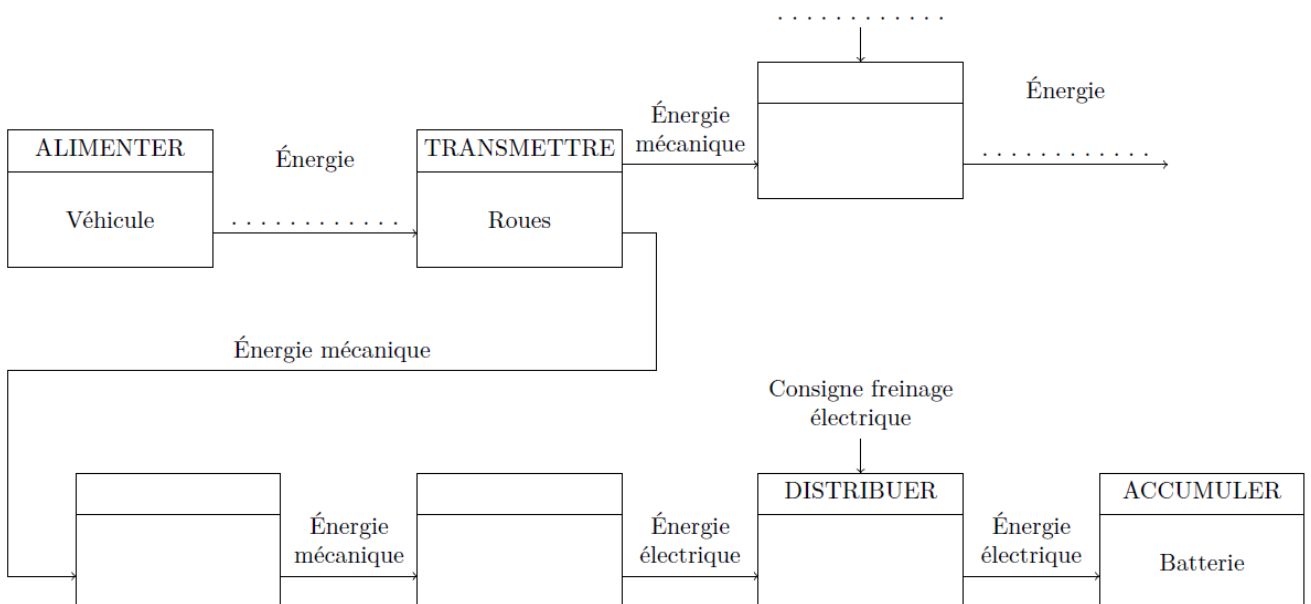 . . . . . . . . . . . .
Énergie
Énergie
mécanique
ALIMENTER
Énergie
TRANSMETTRE
. . . . . . . . . . . .
Véhicule
. . . . . . . . . . . .
Roues
Énergie mécanique
Consigne freinage
électrique
DISTRIBUER
ACCUMULER
Énergie
mécanique
Énergie
électrique
Énergie
électrique
Batterie